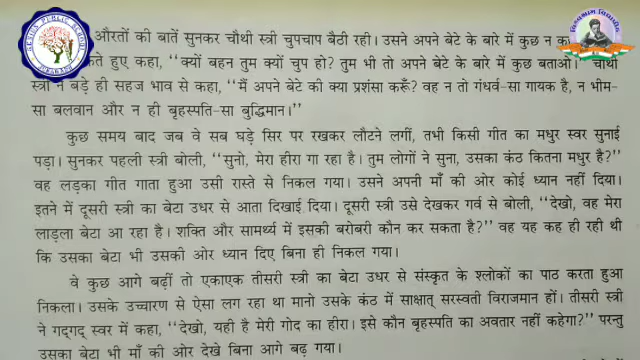 औरतों की बातें सुनकर चौथी स्त्री चुपचाप बैठी रही। उसने अपने बेटे के बारे में कुछ न
हुए कहा, “क्यों बहन तुम क्यों चुप हो? तुम भी तो अपने बेटे के बारे में कुछ बताओ।” चौथी
स्त्री ने बड़े ही सहज भाव से कहा, “मैं अपने बेटे की क्या प्रशंसा करूँ? वह न तो गंधर्व-सा गायक है, न भीम-
सा बलवान और न ही बृहस्पति-सा बुद्धिमान।”
कुछ समय बाद जब वे सब घड़े सिर पर रखकर लौटने लगीं, तभी किसी गीत का मधुर स्वर सुनाई
पड़ा। सुनकर पहली स्त्री बोली, “सुनो, मेरा हीरा गा रहा है। तुम लोगों ने सुना, उसका कंठ कितना मधुर है?”
वह लड़का गीत गाता हुआ उसी रास्ते से निकल गया। उसने अपनी माँ की ओर कोई ध्यान नहीं दिया।
इतने में दूसरी स्त्री का बेटा उधर से आता दिखाई दिया। दूसरी स्त्री उसे देखकर गर्व से बोली, “देखो, वह मेरा
लाड़ला बेटा आ रहा है। शक्ति और सामर्थ्य में इसकी बराबरी कौन कर सकता है?” वह यह कह ही रही थी
कि उसका बेटा भी उसकी ओर ध्यान दिए बिना ही निकल गया।
वे कुछ आगे बढ़ीं तो एकाएक तीसरी स्त्री का बेटा उधर से संस्कृत के श्लोकों का पाठ करता हुआ
निकला। उसके उच्चारण से ऐसा लग रहा था मानो उसके कंठ में साक्षात् सरस्वती विराजमान हों। तीसरी स्त्री
ने गद्‌गद् स्वर में कहा, “देखो, यही है मेरी गोद का हीरा। इसे कौन बृहस्पति का अवतार नहीं कहेगा?” परन्तु
उसका बेटा भी माँ की ओर देखे बिना आगे बढ़ गया।